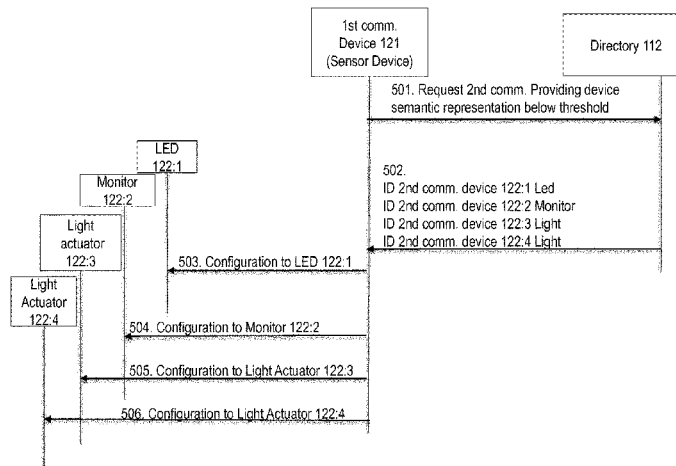 1st comm.
Device 121
(Sensor Device)
Directory 112
501. Request 2nd comm. Providing device
semantic representation below threshold
LED
122:1
Monitor
122:2
Light
actuator
122:3
Light
Actuator
122:4
502.
ID 2nd comm. device 122:1 Led
ID 2nd comm. device 122:2 Monitor
ID 2nd comm. device 122:3 Light
ID 2nd comm. device 122:4 Light
503. Configuration to LED 122:1
504. Configuration to Monitor 122:2
505. Configuration to Light Actuator 122:3
506. Configuration to Light Actuator 122:4